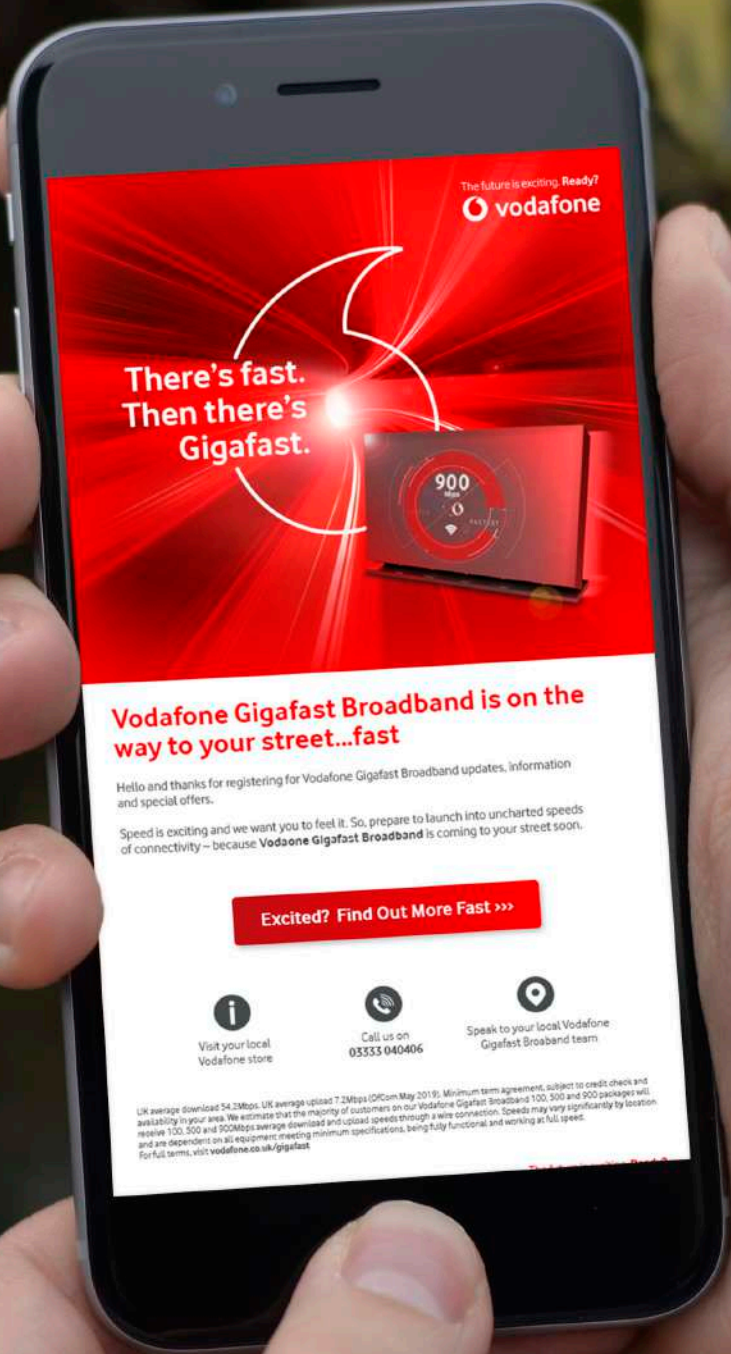 The future is exciting. Ready?
vodafone
There's fast.
Then there's
Gigafast.
900
Mbps
FASTEST
Vodafone Gigafast Broadband is on the
way to your street...fast
Hello and thanks for registering for Vodafone Gigafast Broadband updates, information
and special offers.
Speed is exciting and we want you to feel it. So, prepare to launch into uncharted speeds
of connectivity – because Vodaone Gigafast Broadband is coming to your street soon.
Excited? Find Out More Fast >>>
i
Visit your local
Vodafone store
Call us on
03333 040406
Speak to your local Vodafone
Gigafast Broaband team
UK average download 54.2Mbps. UK average upload 7.2Mbps (OfCom May 2019). Minimum term agreement, subject to credit check and
availability in your area. We estimate that the majority of customers on our Vodafone Gigafast Broadband 100, 500 and 900 packages will
receive 100, 500 and 900Mbps average download and upload speeds through a wire connection. Speeds may vary significantly by location
and are dependent on all equipment meeting minimum specifications, being fully functional and working at full speed.
For full terms, visit vodafone.co.uk/gigafast